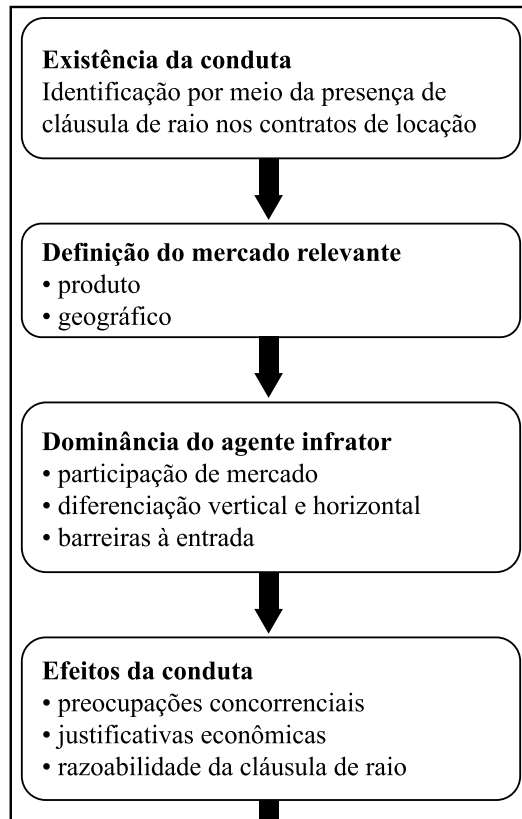 Existência da conduta
Identificação por meio da presença de
cláusula de raio nos contratos de locação
Definição do mercado relevante
• produto
• geográfico
Dominância do agente infrator
• participação de mercado
• diferenciação vertical e horizontal
• barreiras à entrada
Efeitos da conduta
• preocupações concorrenciais
• justificativas econômicas
• razoabilidade da cláusula de raio